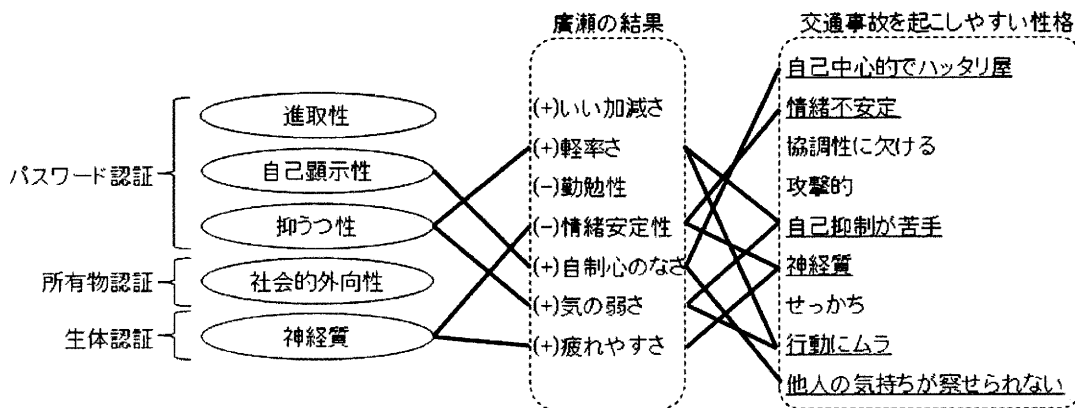 廣瀬の結果
交通事故を起こしやすい性格
パスワード認証
所有物認証
生体認証
進取性
自己顕示性
抑うつ性
社会的外向性
神経質
(+)いい加減さ
(+)軽率さ
(-)勤勉性
(-)情緒安定性
(+)自制心のなさ
(+)気の弱さ
(+)疲れやすさ
自己中心的でハッタリ屋
情緒不安定
協調性に欠ける
攻撃的
自己抑制が苦手
神経質
せっかち
行動にムラ
他人の気持ちが察せられない